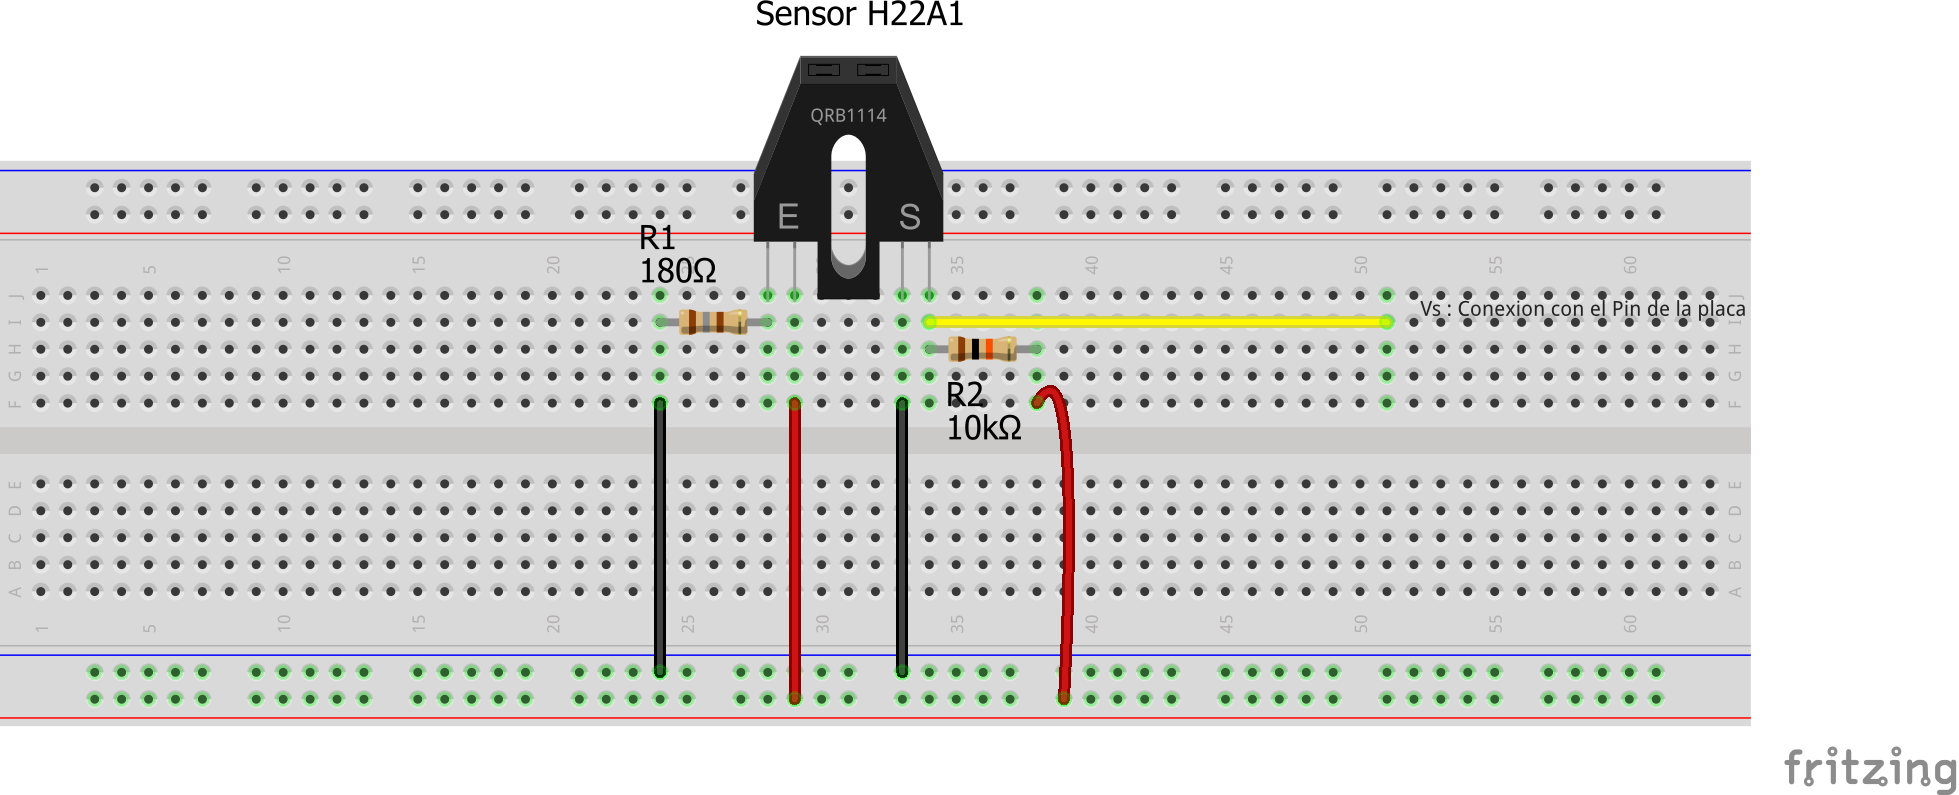 Sensor H22A1
QRB1114
E S
R1
180Ω
1 5 10 15 20 35 40 45 50 55 60
J J
Vs : Conexion con el Pin de la placa
I I
H H
G G
R2
F F
10kΩ
E E
D D
C C
B B
A A
1 5 10 15 20 25 30 35 40 45 50 55 60
fritzing